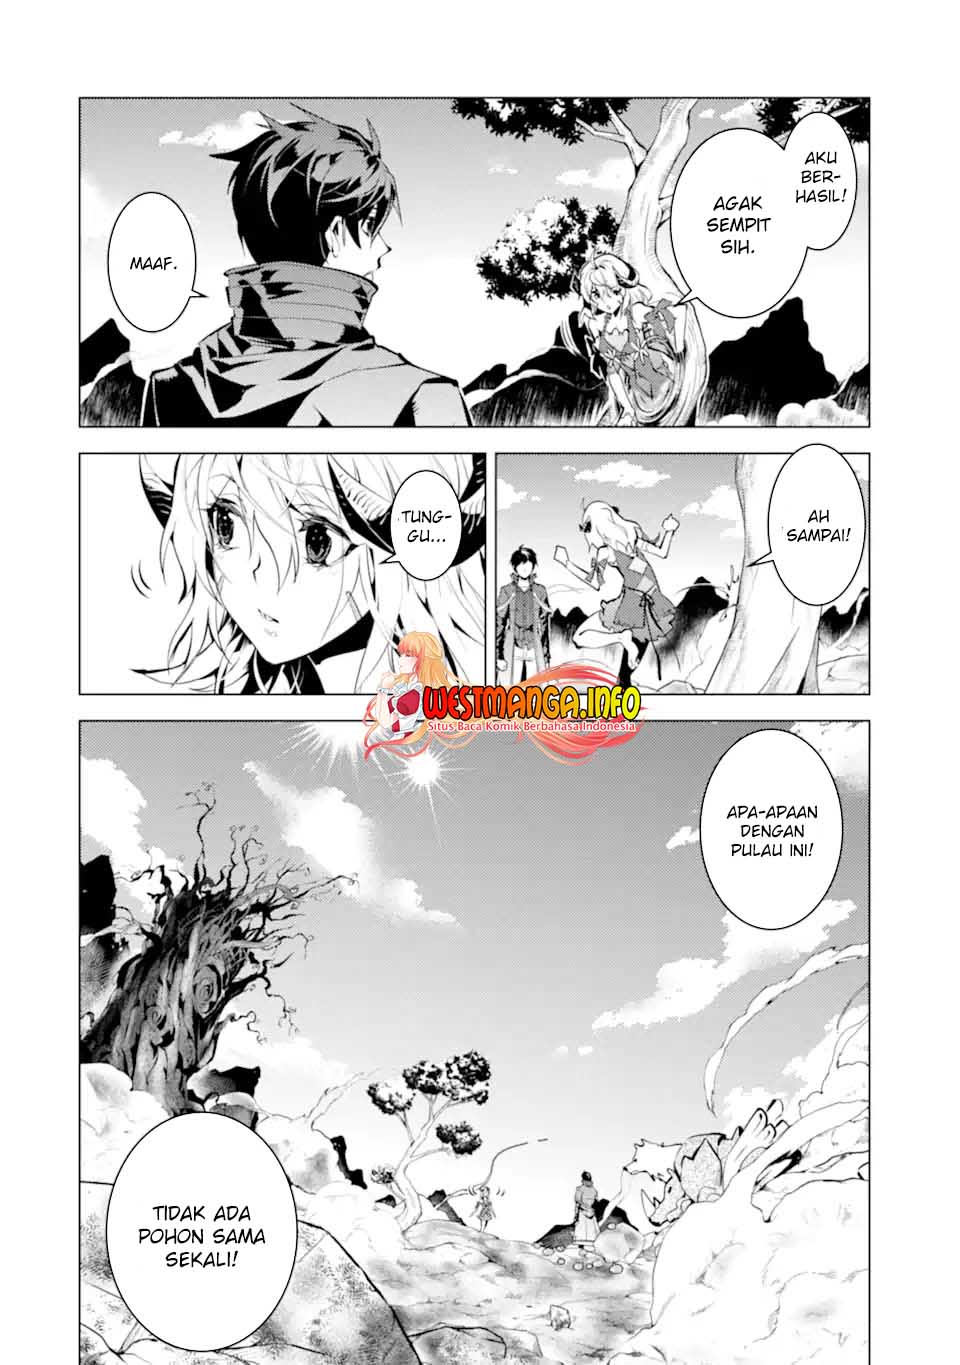 AKU
BER-
HASIL!
AGAK
SEMPIT
SIH.
MAAF.
AH
SAMPAI!
TUNG-
GU...
WESTMANGA.INFO
Situs Baca Komik Berbahasa Indonesia
APA-APAAN
DENGAN
PULAU INI!
TIDAK ADA
POHON SAMA
SEKALI!